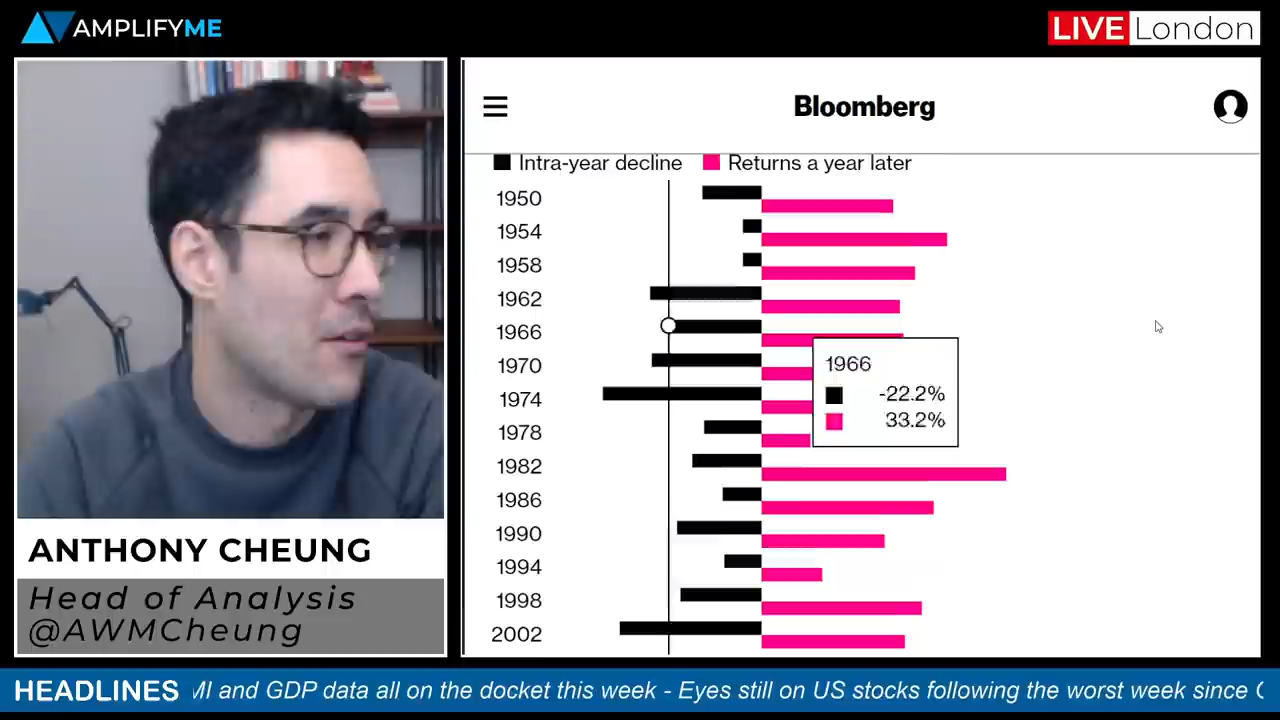 AMPLIFYME
LIVE London
Bloomberg
Intra-year decline Returns a year later
1950
1954
1958
1962
1966
1970
1974
1978
1982
1986
1990
1994
1998
2002
1966
-22.2%
33.2%
ANTHONY CHEUNG
Head of Analysis
@AWMCheung
HEADLINES MI and GDP data all on the docket this week - Eyes still on US stocks following the worst week since